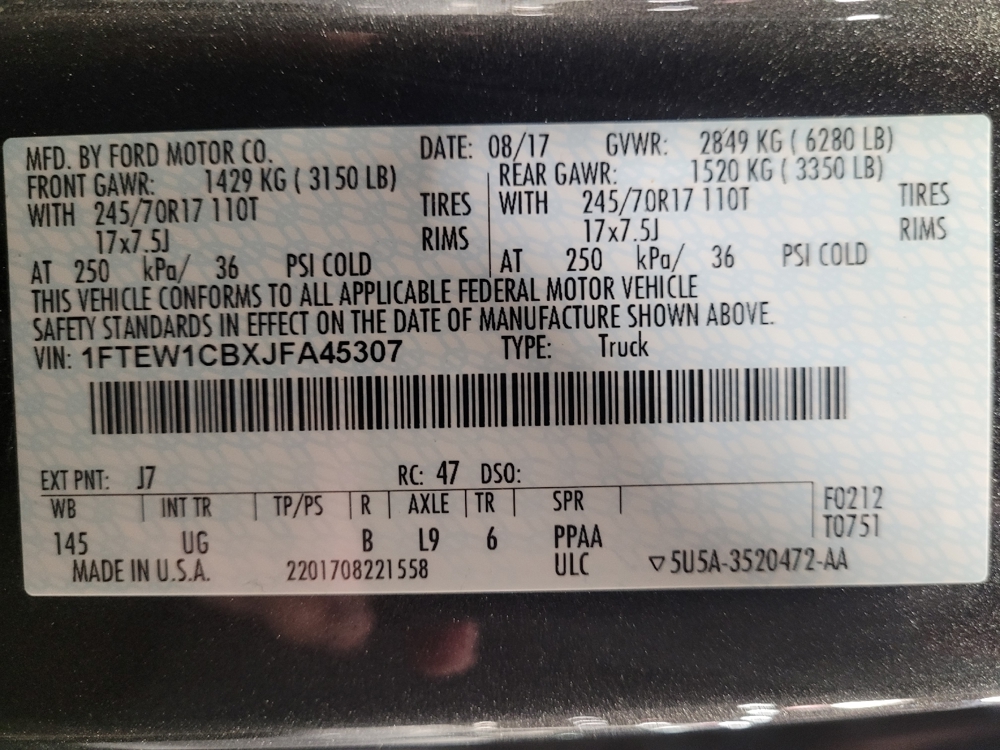 MFD. BY FORD MOTOR CO. DATE: 08/17 GVWR: 2849 KG ( 6280 LB)
FRONT GAWR: 1429 KG ( 3150 LB) REAR GAWR: 1520 KG ( 3350 LB)
WITH 245/70R17 110T TIRES WITH 245/70R17 110T TIRES
17x7.5J RIMS 17x7.5J RIMS
AT 250 kPa/ 36 PSI COLD AT 250 kPa/ 36 PSI COLD
THIS VEHICLE CONFORMS TO ALL APPLICABLE FEDERAL MOTOR VEHICLE
SAFETY STANDARDS IN EFFECT ON THE DATE OF MANUFACTURE SHOWN ABOVE.
VIN: 1FTEW1CBXJFA45307 TYPE: Truck
EXT PNT: J7 RC: 47 DSO:
WB INT TR TP/PS R AXLE TR SPR F0212
T0751
145 UG B L9 6 PPAA
MADE IN U.S.A. 2201708221558 ULC ▽5U5A-3520472-AA